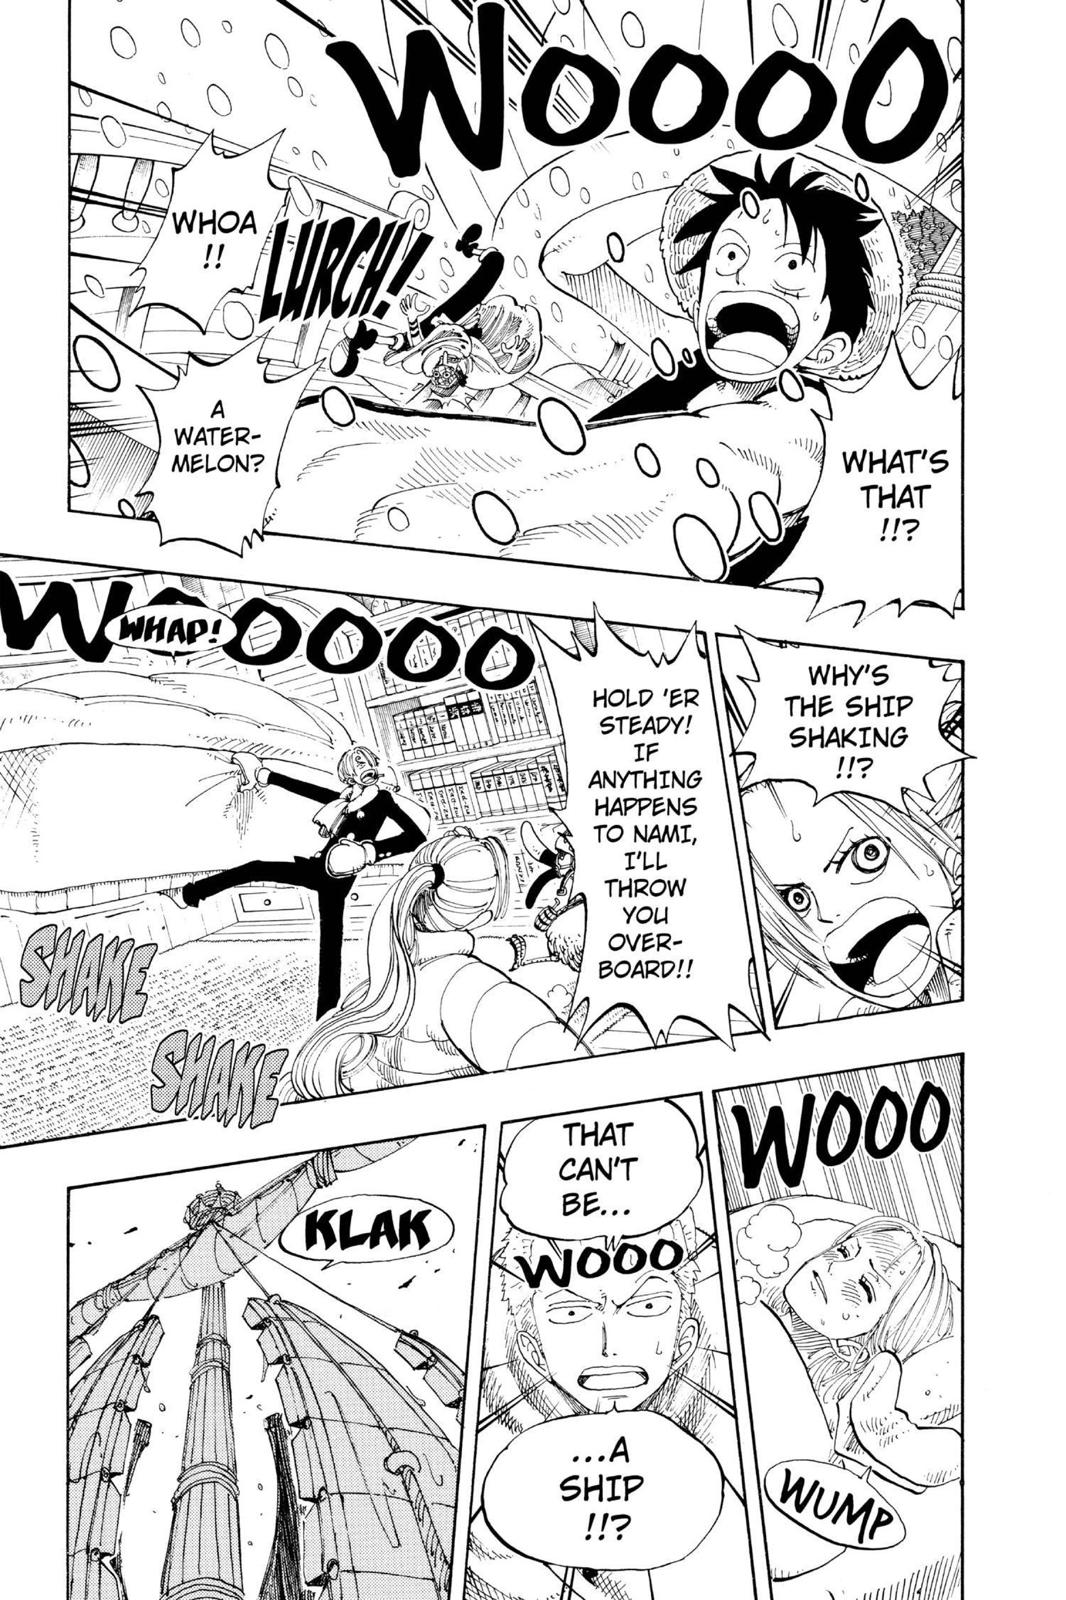 WOOOO
WHAT'S
THAT
!!?
LURCH!
WHOA
!!
A
WATER-
MELON?
WHY'S
THE SHIP
SHAKING
!!?
HOLD 'ER
STEADY!
IF
ANYTHING
HAPPENS
TO NAMI,
I'LL
THROW
YOU
OVER-
BOARD!!
WOOOOO
WHAP!
SHAKE
SHAKE
WOOO
WUMP
THAT
CAN'T
BE...
WOOO
...A
SHIP
!!?
KLAK